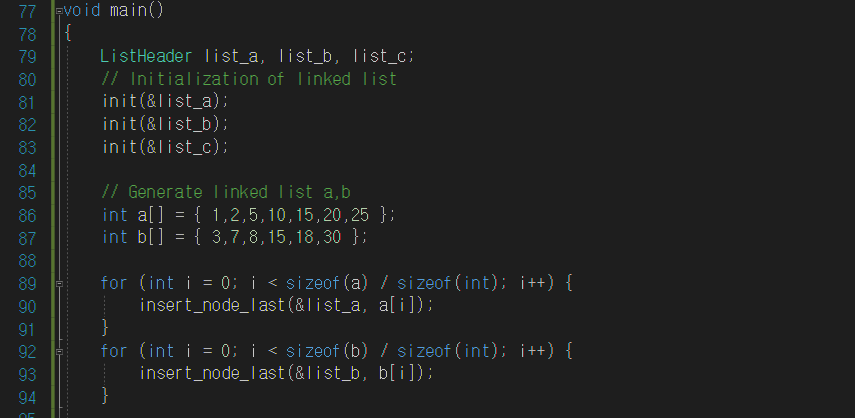 77 void main()
78 {
79 ListHeader list_a, list_b, list_c;
80 // Initialization of linked list
81 init(&list_a);
82 init(&list_b);
83 init(&list_c);
84
85 // Generate linked list a,b
86 int a[] = { 1,2,5,10,15,20,25 };
87 int b[] = { 3,7,8,15,18,30 };
88
89 for (int i = 0; i < sizeof(a) / sizeof(int); i++) {
90 insert_node_last(&list_a, a[i]);
91 }
92 for (int i = 0; i < sizeof(b) / sizeof(int); i++) {
93 insert_node_last(&list_b, b[i]);
94 }